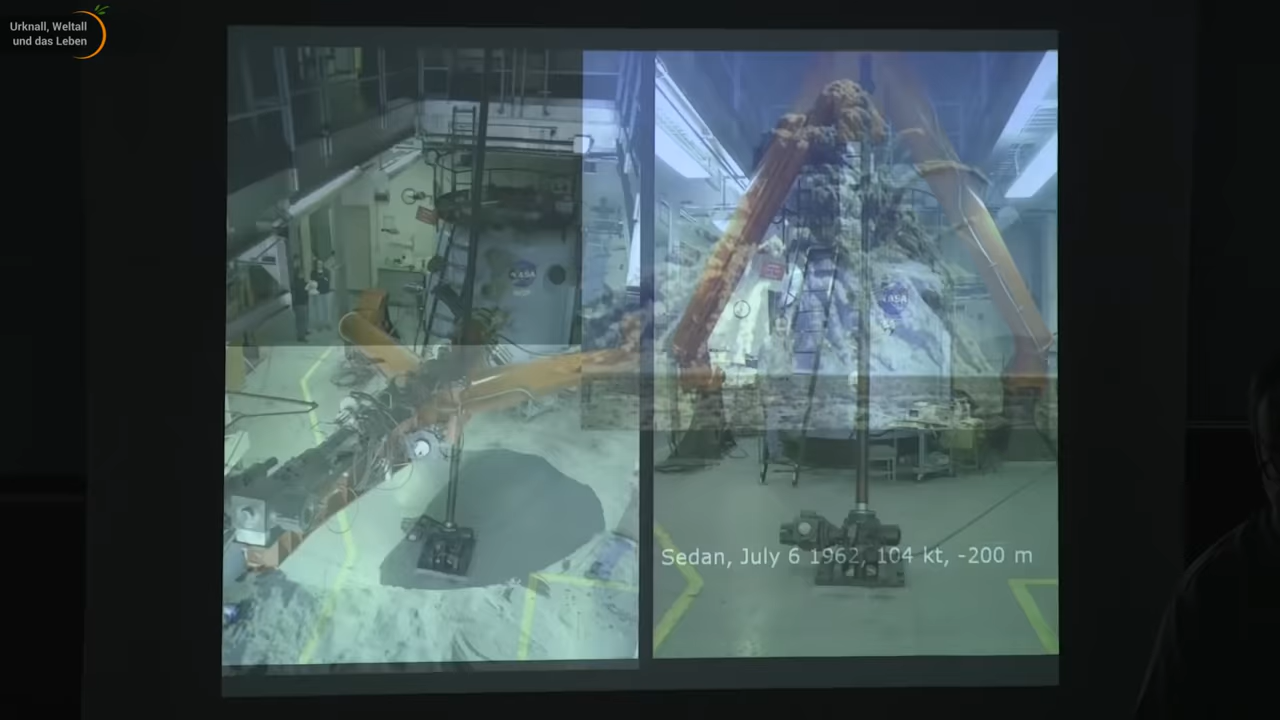 Urknall, Weltall
und das Leben
NASA
NASA
Sedan, July 6 1962, 104 kt, -200 m